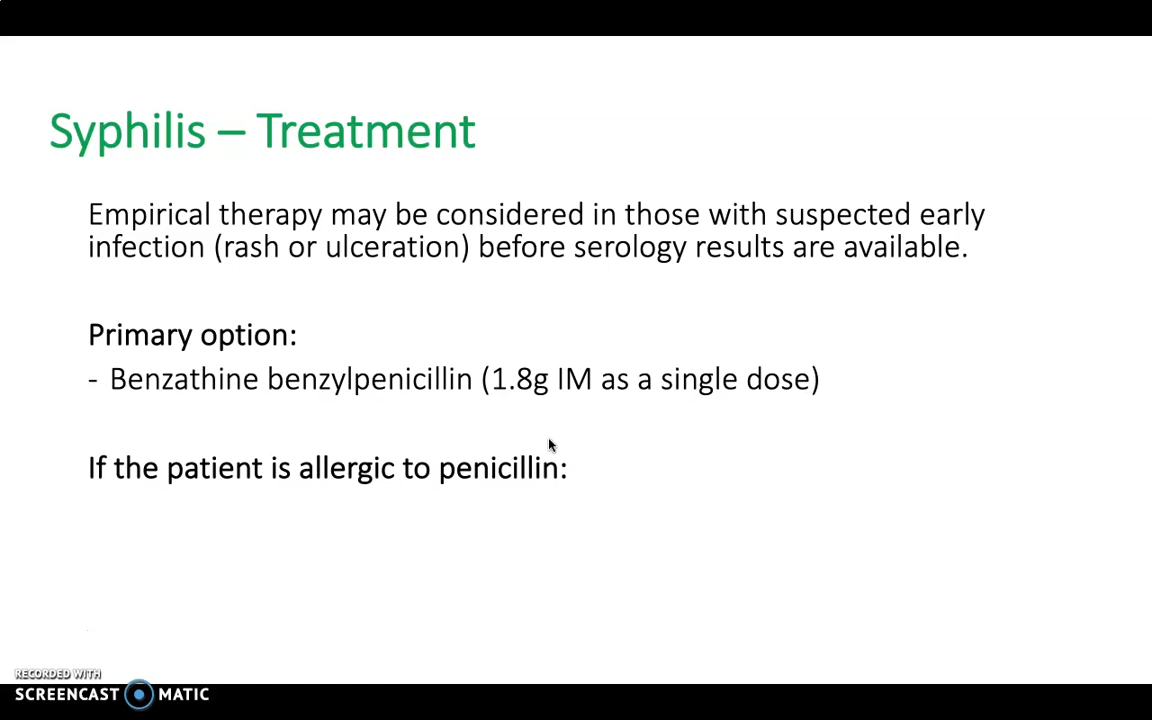 Syphilis – Treatment
Empirical therapy may be considered in those with suspected early
infection (rash or ulceration) before serology results are available.
Primary option:
- Benzathine benzylpenicillin (1.8g IM as a single dose)
If the patient is allergic to penicillin:
RECORDED WITH
SCREENCAST MATIC